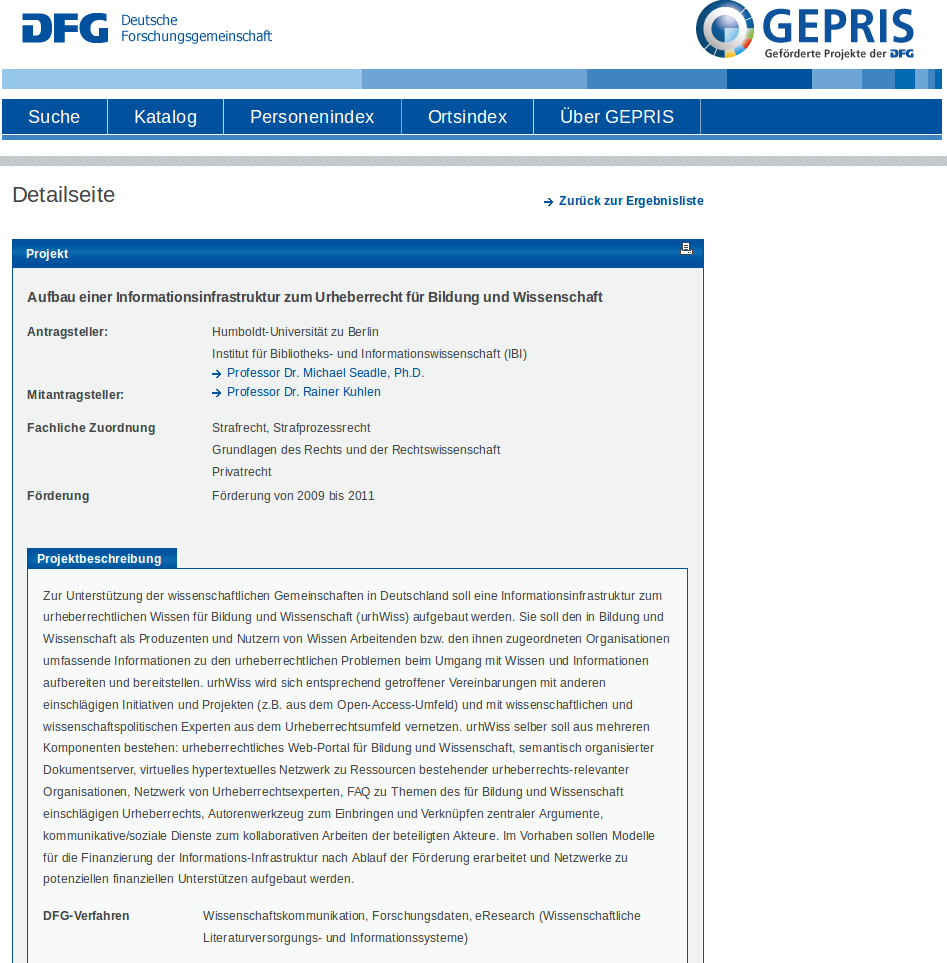 DFG Deutsche
Forschungsgemeinschaft
GEPRIS
Geförderte Projekte der DFG
Suche Katalog Personenindex Ortsindex Über GEPRIS
Detailseite
Zurück zur Ergebnisliste
Projekt
Aufbau einer Informationsinfrastruktur zum Urheberrecht für Bildung und Wissenschaft
Antragsteller: Humboldt-Universität zu Berlin
Institut für Bibliotheks- und Informationswissenschaft (IBI)
Professor Dr. Michael Seadle, Ph.D.
Mitantragsteller: Professor Dr. Rainer Kuhlen
Fachliche Zuordnung Strafrecht, Strafprozessrecht
Grundlagen des Rechts und der Rechtswissenschaft
Privatrecht
Förderung Förderung von 2009 bis 2011
Projektbeschreibung
Zur Unterstützung der wissenschaftlichen Gemeinschaften in Deutschland soll eine Informationsinfrastruktur zum
urheberrechtlichen Wissen für Bildung und Wissenschaft (urhWiss) aufgebaut werden. Sie soll den in Bildung und
Wissenschaft als Produzenten und Nutzern von Wissen Arbeitenden bzw. den ihnen zugeordneten Organisationen
umfassende Informationen zu den urheberrechtlichen Problemen beim Umgang mit Wissen und Informationen
aufbereiten und bereitstellen. urhWiss wird sich entsprechend getroffener Vereinbarungen mit anderen
einschlägigen Initiativen und Projekten (z.B. aus dem Open-Access-Umfeld) und mit wissenschaftlichen und
wissenschaftspolitischen Experten aus dem Urheberrechtsumfeld vernetzen. urhWiss selber soll aus mehreren
Komponenten bestehen: urheberrechtliches Web-Portal für Bildung und Wissenschaft, semantisch organisierter
Dokumentserver, virtuelles hypertextuelles Netzwerk zu Ressourcen bestehender urheberrechts-relevanter
Organisationen, Netzwerk von Urheberrechtsexperten, FAQ zu Themen des für Bildung und Wissenschaft
einschlägigen Urheberrechts, Autorenwerkzeug zum Einbringen und Verknüpfen zentraler Argumente,
kommunikative/soziale Dienste zum kollaborativen Arbeiten der beteiligten Akteure. Im Vorhaben sollen Modelle
für die Finanzierung der Informations-Infrastruktur nach Ablauf der Förderung erarbeitet und Netzwerke zu
potenziellen finanziellen Unterstützen aufgebaut werden.
DFG-Verfahren Wissenschaftskommunikation, Forschungsdaten, eResearch (Wissenschaftliche
Literaturversorgungs- und Informationssysteme)